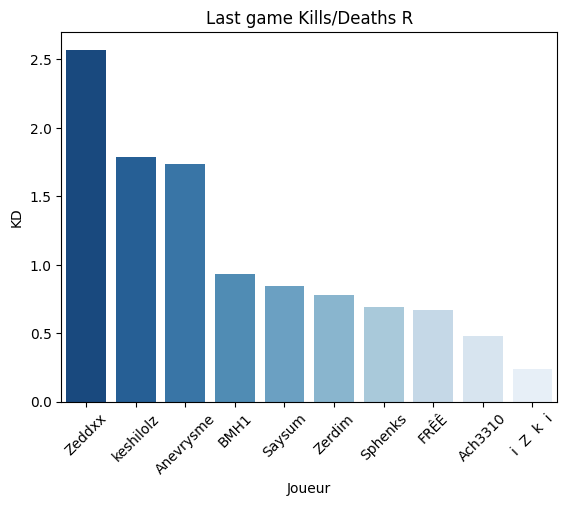 Last game Kills/Deaths R
KD
2.5
2.0
1.5
1.0
0.5
0.0
Zeddxx
keshilolz
Anevrysme
BMH1
Saysum
Zerdim
Sphenks
FRÈÈ
Ach3310
i Z k i
Joueur